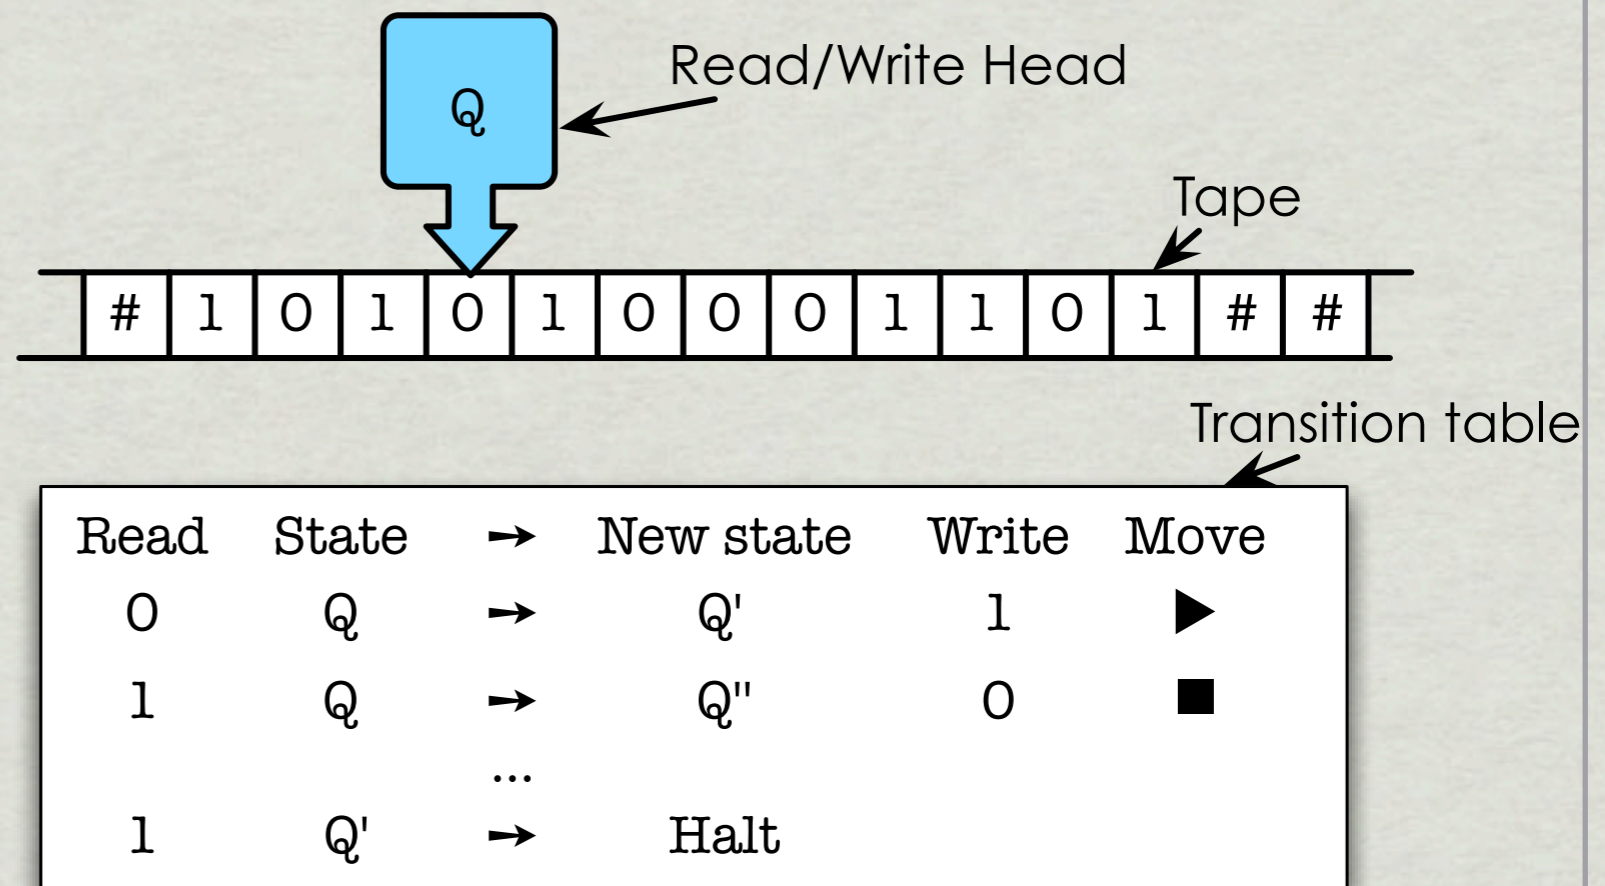 Q
Read/Write Head
Tape
# 1 0 1 0 1 0 0 0 1 1 0 1 # #
Transition table
Read State → New state Write Move
0 Q → Q' 1 ▶
1 Q → Q" 0 ■
...
1 Q' → Halt